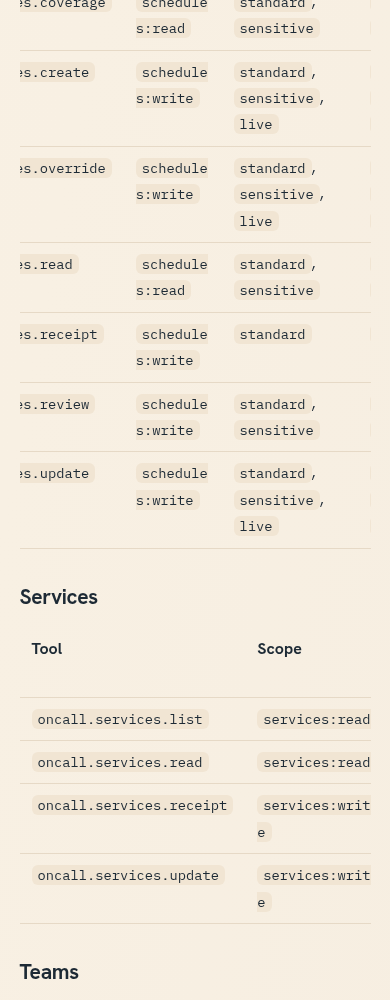 es.coverage schedule standard,
s:read sensitive
es.create schedule standard,
s:write sensitive,
live
es.override schedule standard,
s:write sensitive,
live
es.read schedule standard,
s:read sensitive
es.receipt schedule standard
s:write
es.review schedule standard,
s:write sensitive
es.update schedule standard,
s:write sensitive,
live
Services
Tool Scope
oncall.services.list services:read
oncall.services.read services:read
oncall.services.receipt services:writ
e
oncall.services.update services:writ
e
Teams